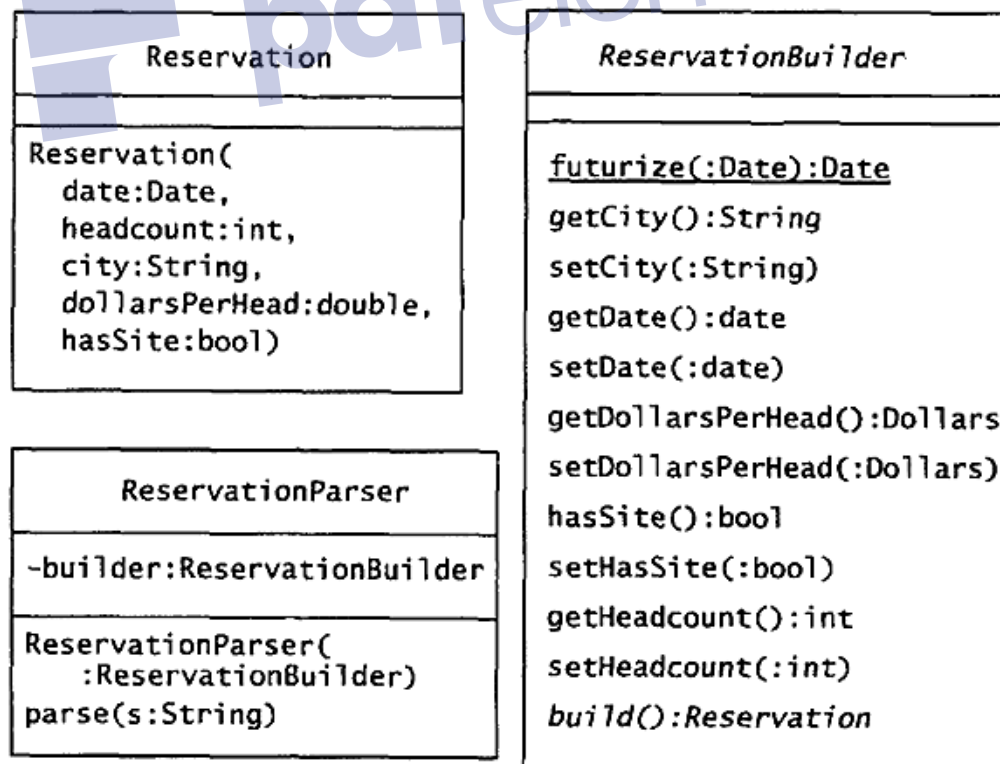 Reservation
Reservation(
date:Date,
headcount:int,
city:String,
dollarsPerHead:double,
hasSite:bool)
ReservationParser
-builder:ReservationBuilder
ReservationParser(
:ReservationBuilder)
parse(s:String)
ReservationBuilder
futurize(:Date):Date
getCity():String
setCity(:String)
getDate():date
setDate(:date)
getDollarsPerHead():Dollars
setDollarsPerHead(:Dollars)
hasSite():bool
setHasSite(:bool)
getHeadcount():int
setHeadcount(:int)
build():Reservation